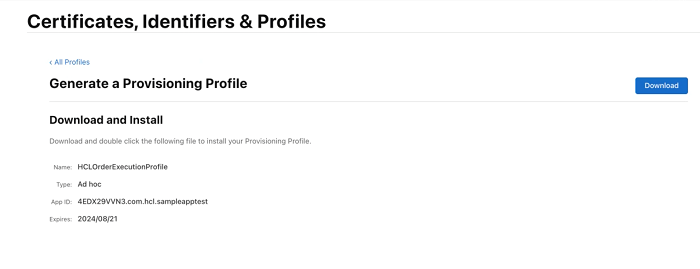 Certificates, Identifiers & Profiles
‹ All Profiles
Generate a Provisioning Profile
Download
Download and Install
Download and double click the following file to install your Provisioning Profile.
Name: HCLOrderExecutionProfile
Type: Ad hoc
App ID: 4EDX29VVN3.com.hcl.sampleapptest
Expires: 2024/08/21